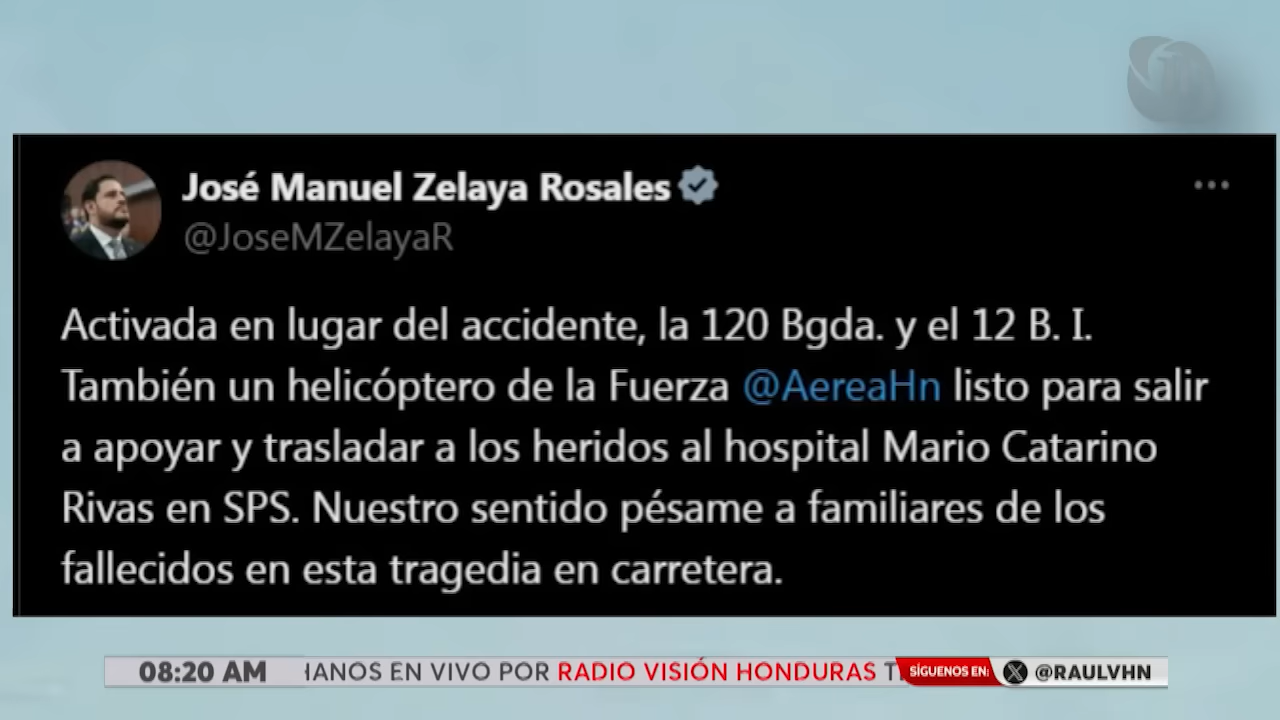 José Manuel Zelaya Rosales
@JoseMZelayaR
Activada en lugar del accidente, la 120 Bgda. y el 12 B. I.
También un helicóptero de la Fuerza @AereaHn listo para salir
a apoyar y trasladar a los heridos al hospital Mario Catarino
Rivas en SPS. Nuestro sentido pésame a familiares de los
fallecidos en esta tragedia en carretera.
08:20 AM EN VIVO POR RADIO VISIÓN HONDURAS SÍGUENOS EN: @RAULVHN